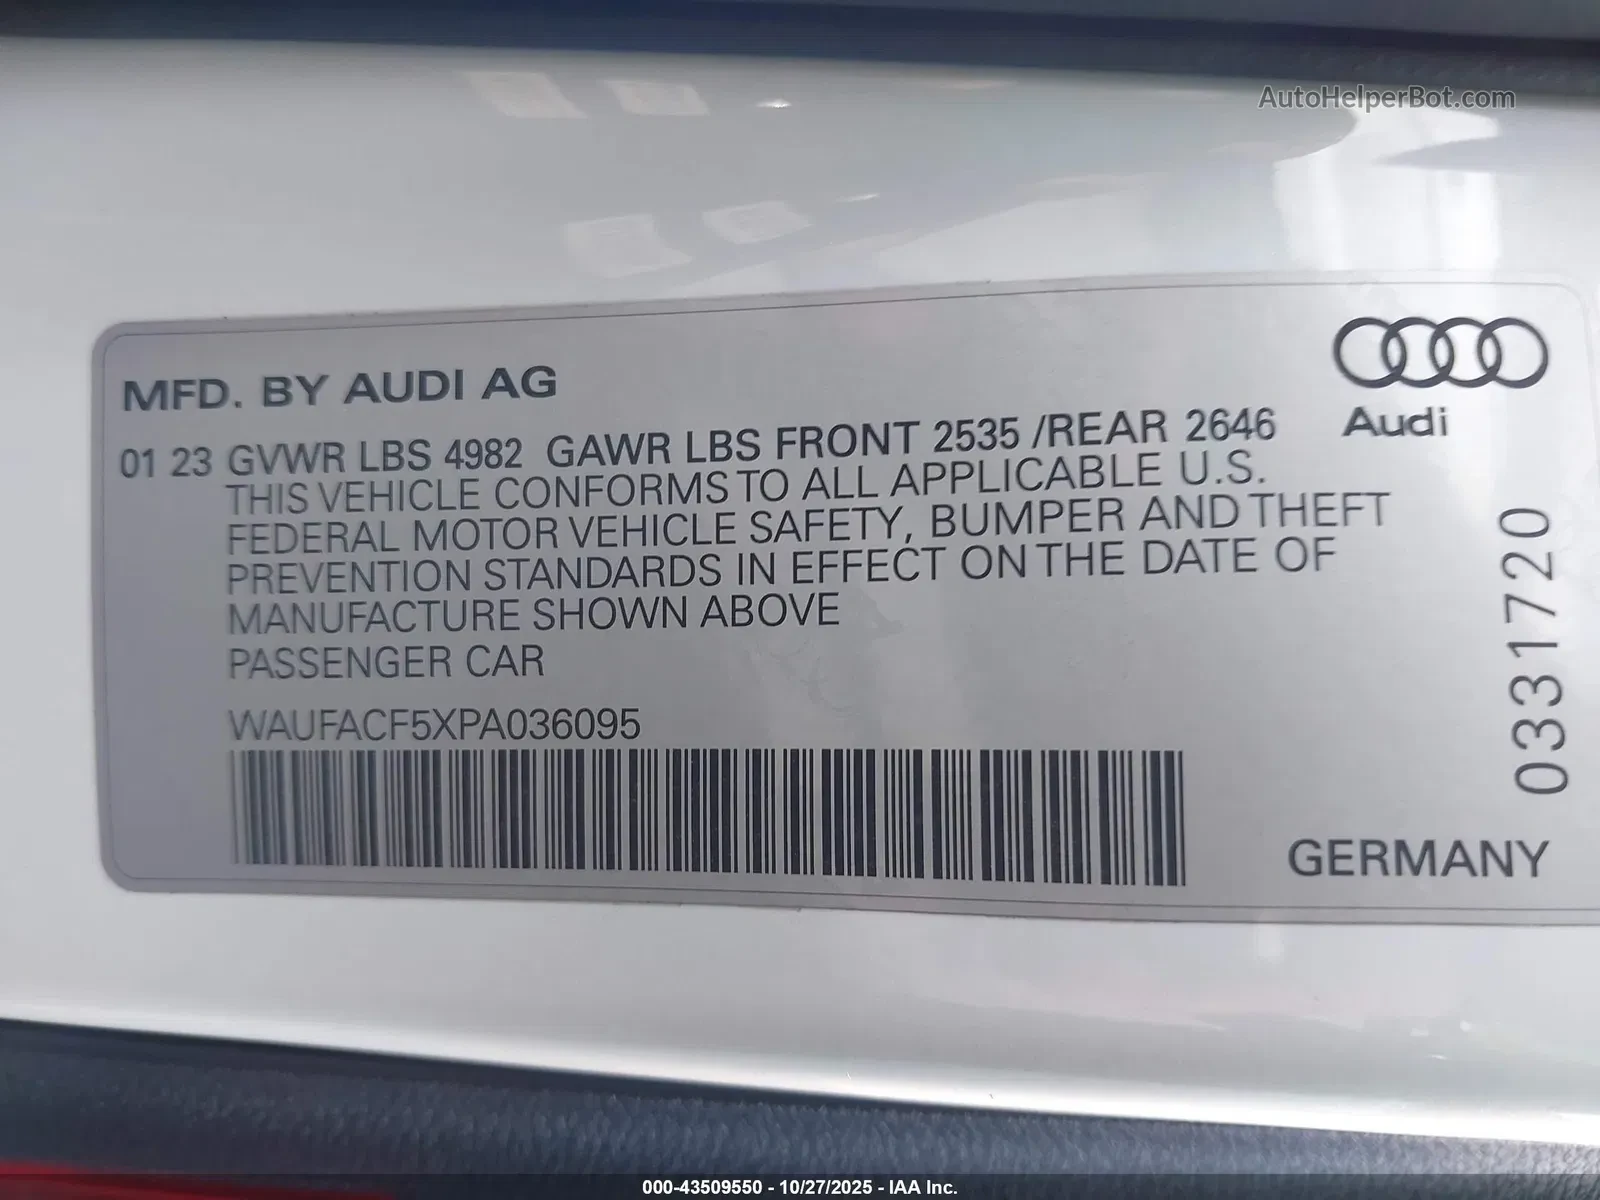 AutoHelperBot.com
MFD. BY AUDI AG
01 23 GVWR LBS 4982 GAWR LBS FRONT 2535 /REAR 2646
THIS VEHICLE CONFORMS TO ALL APPLICABLE U.S.
FEDERAL MOTOR VEHICLE SAFETY, BUMPER AND THEFT
PREVENTION STANDARDS IN EFFECT ON THE DATE OF
MANUFACTURE SHOWN ABOVE
PASSENGER CAR
WAUFACF5XPA036095
Audi
0331720
GERMANY
000-43509550 - 10/27/2025 - IAA Inc.